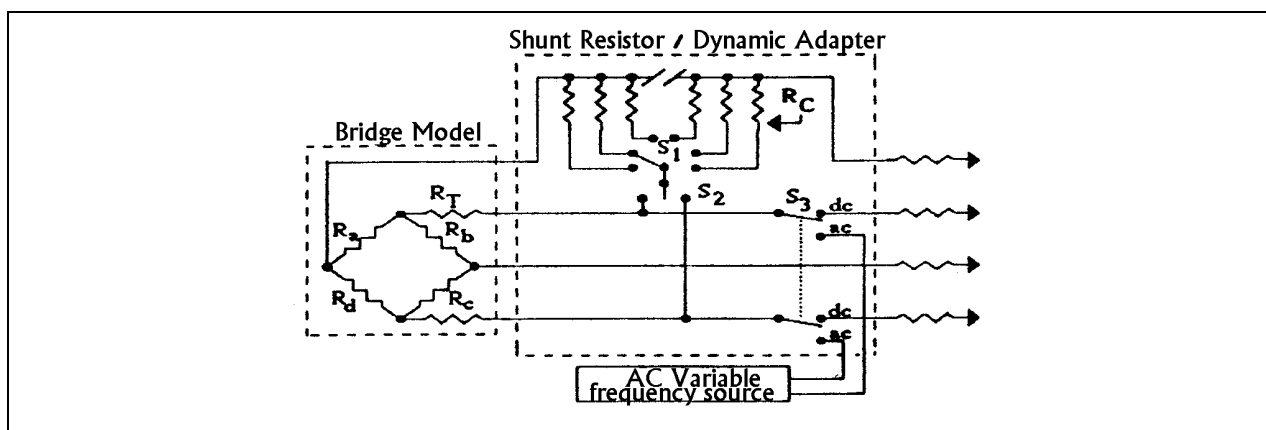 Shunt Resistor / Dynamic Adapter
R_C
Bridge Model
S_1
R_T
S_2
S_3
dc
ac
R_a
R_b
R_d
R_c
dc
ac
AC Variable
frequency source